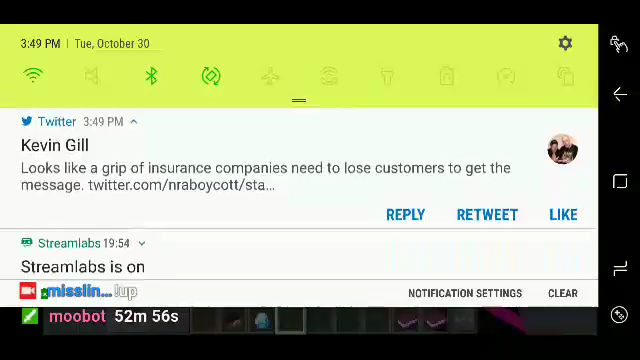 3:49 PM | Tue, October 30
Twitter 3:49 PM
Kevin Gill
Looks like a grip of insurance companies need to lose customers to get the
message. twitter.com/nraboycott/sta...
REPLY RETWEET LIKE
Streamlabs 19:54
Streamlabs is on
misslin... !up
NOTIFICATION SETTINGS CLEAR
moobot 52m 56s